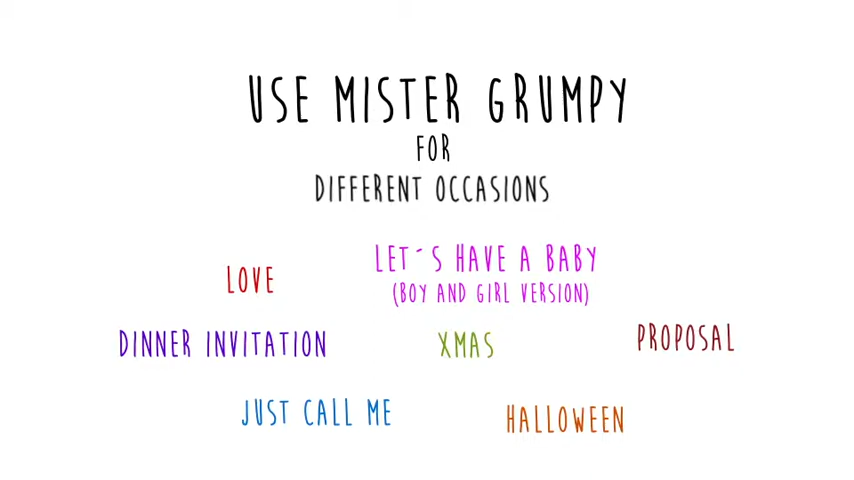 USE MISTER GRUMPY
FOR
DIFFERENT OCCASIONS
LET´S HAVE A BABY
LOVE
(BOY AND GIRL VERSION)
DINNER INVITATION
XMAS
PROPOSAL
JUST CALL ME
HALLOWEEN